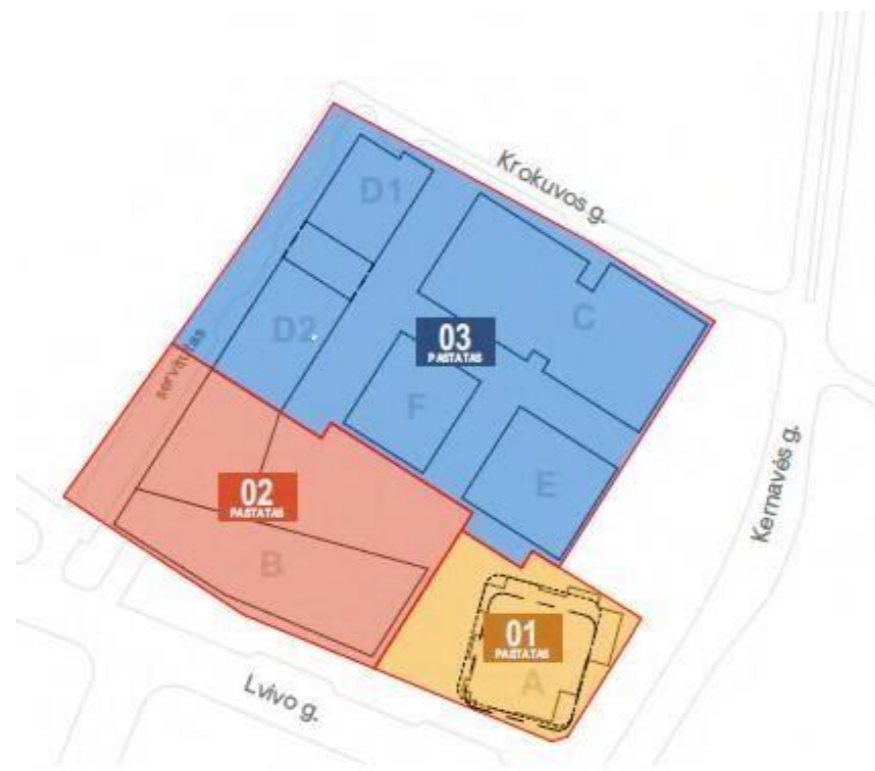 Krokuvos g.
D1
C
D2
03
PASTATAS
servitutas
F
Kernavės g.
E
02
PASTATAS
B
01
PASTATAS
A
Lvivo g.